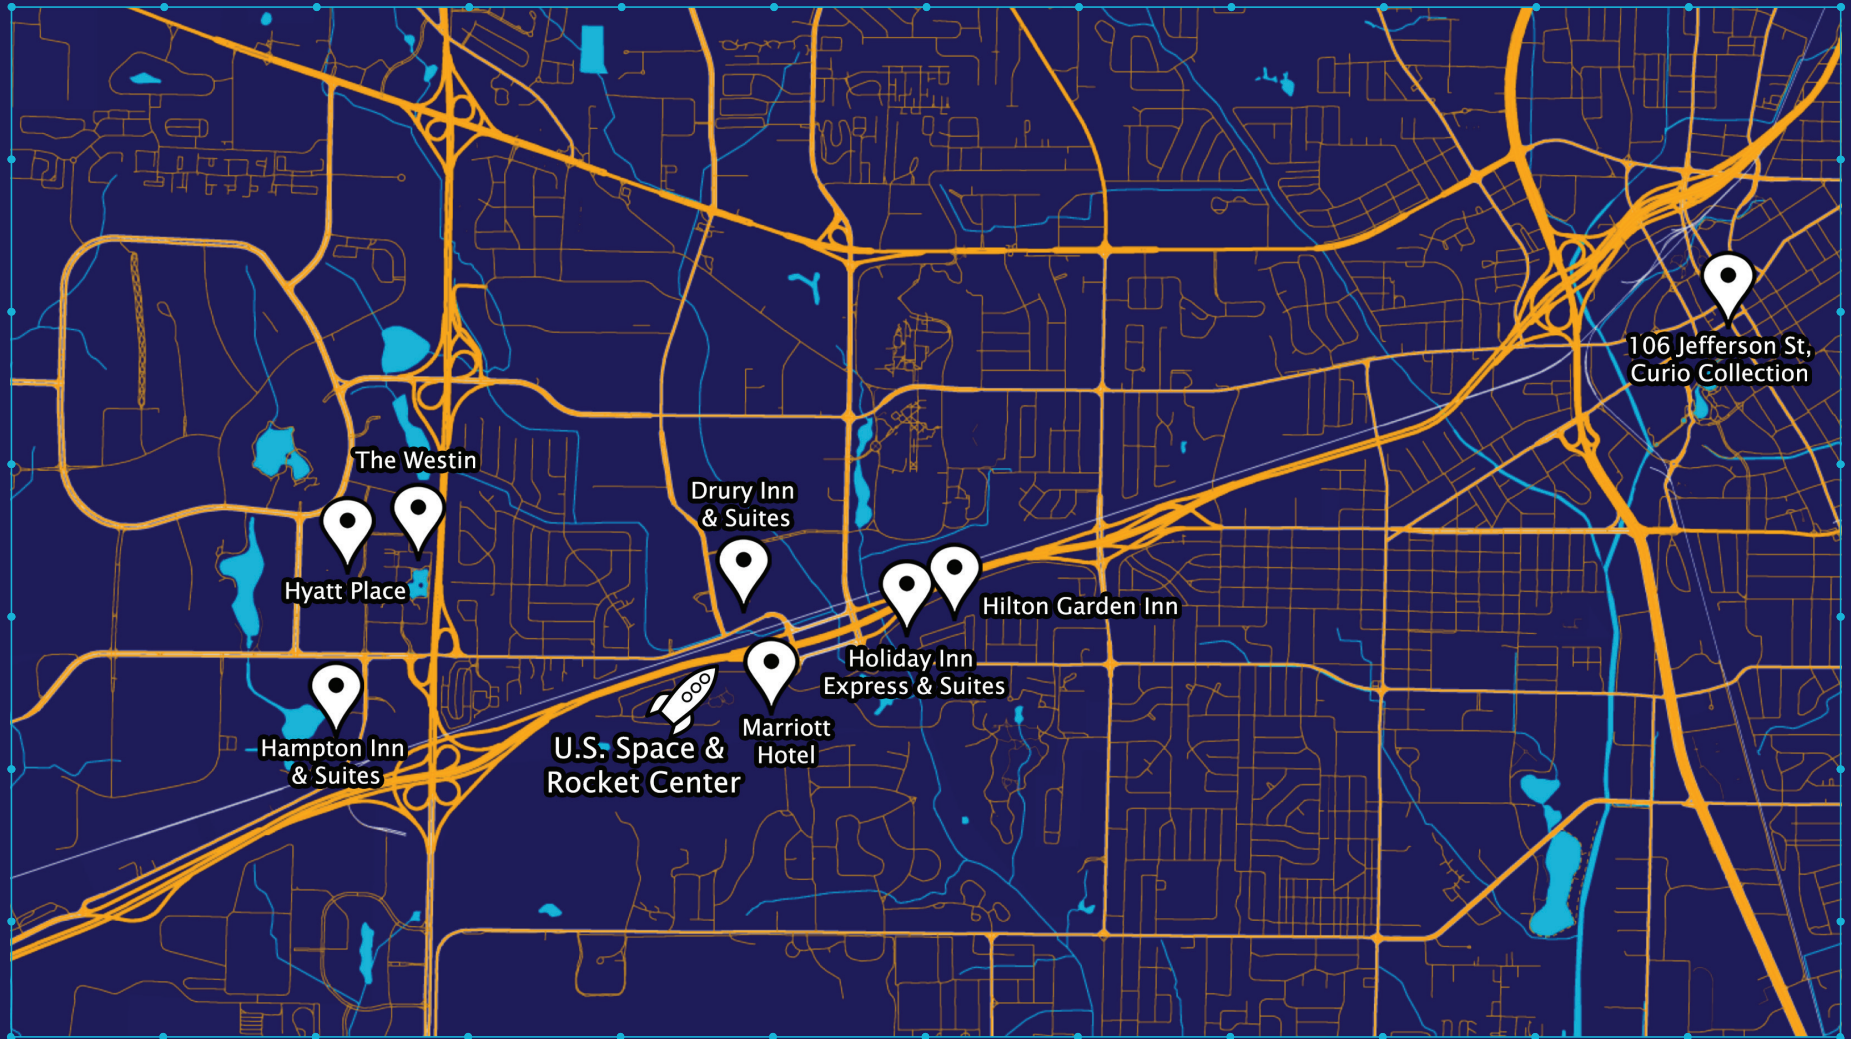 106 Jefferson St,
Curio Collection
The Westin
Drury Inn
& Suites
Hyatt Place
Hilton Garden Inn
Holiday Inn
Express & Suites
Hampton Inn
& Suites
U.S. Space &
Rocket Center
Marriott
Hotel